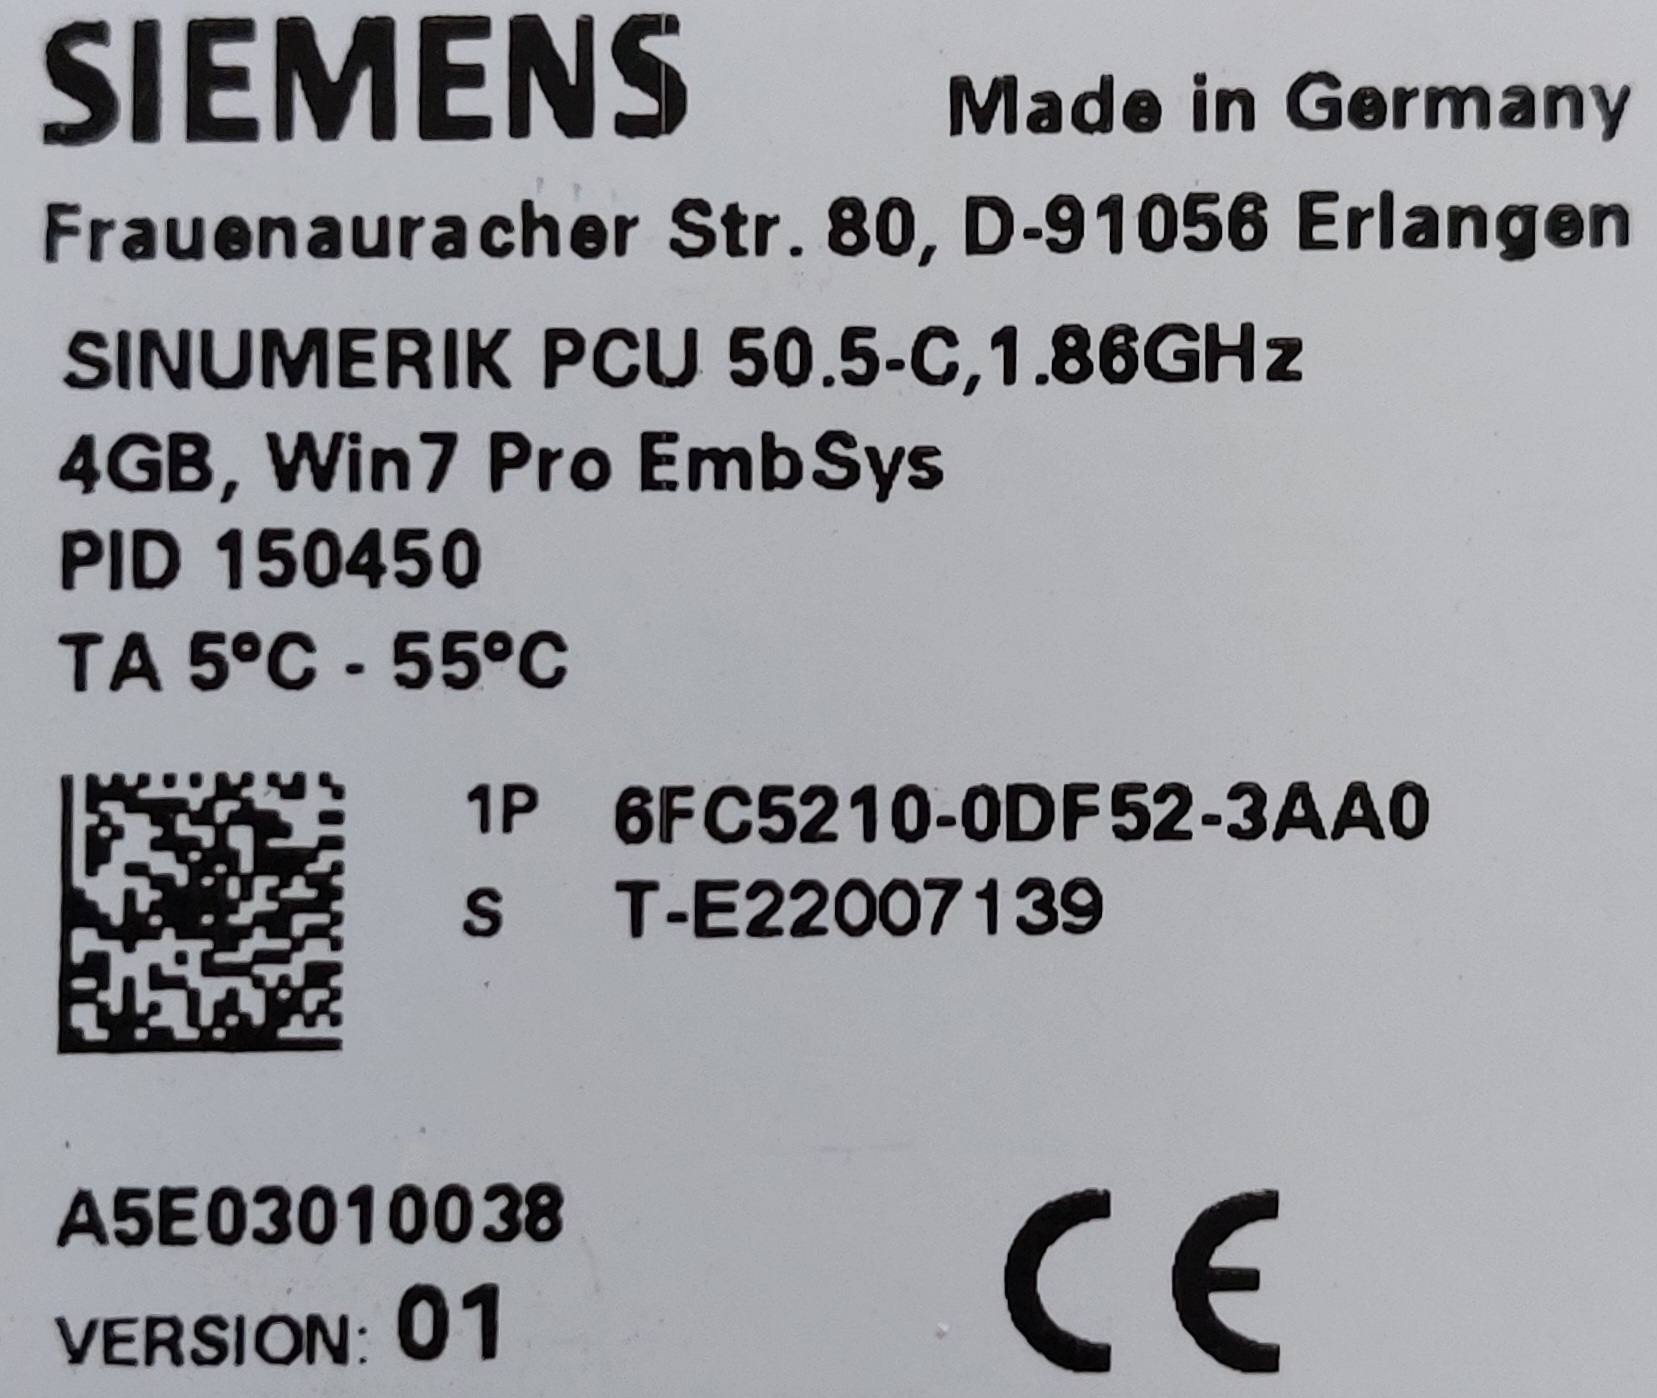 SIEMENS
Made in Germany
Frauenauracher Str. 80, D-91056 Erlangen
SINUMERIK PCU 50.5-C,1.86GHz
4GB, Win7 Pro EmbSys
PID 150450
TA 5°C - 55°C
1P 6FC5210-0DF52-3AA0
S T-E22007139
A5E03010038
VERSION: 01
CE